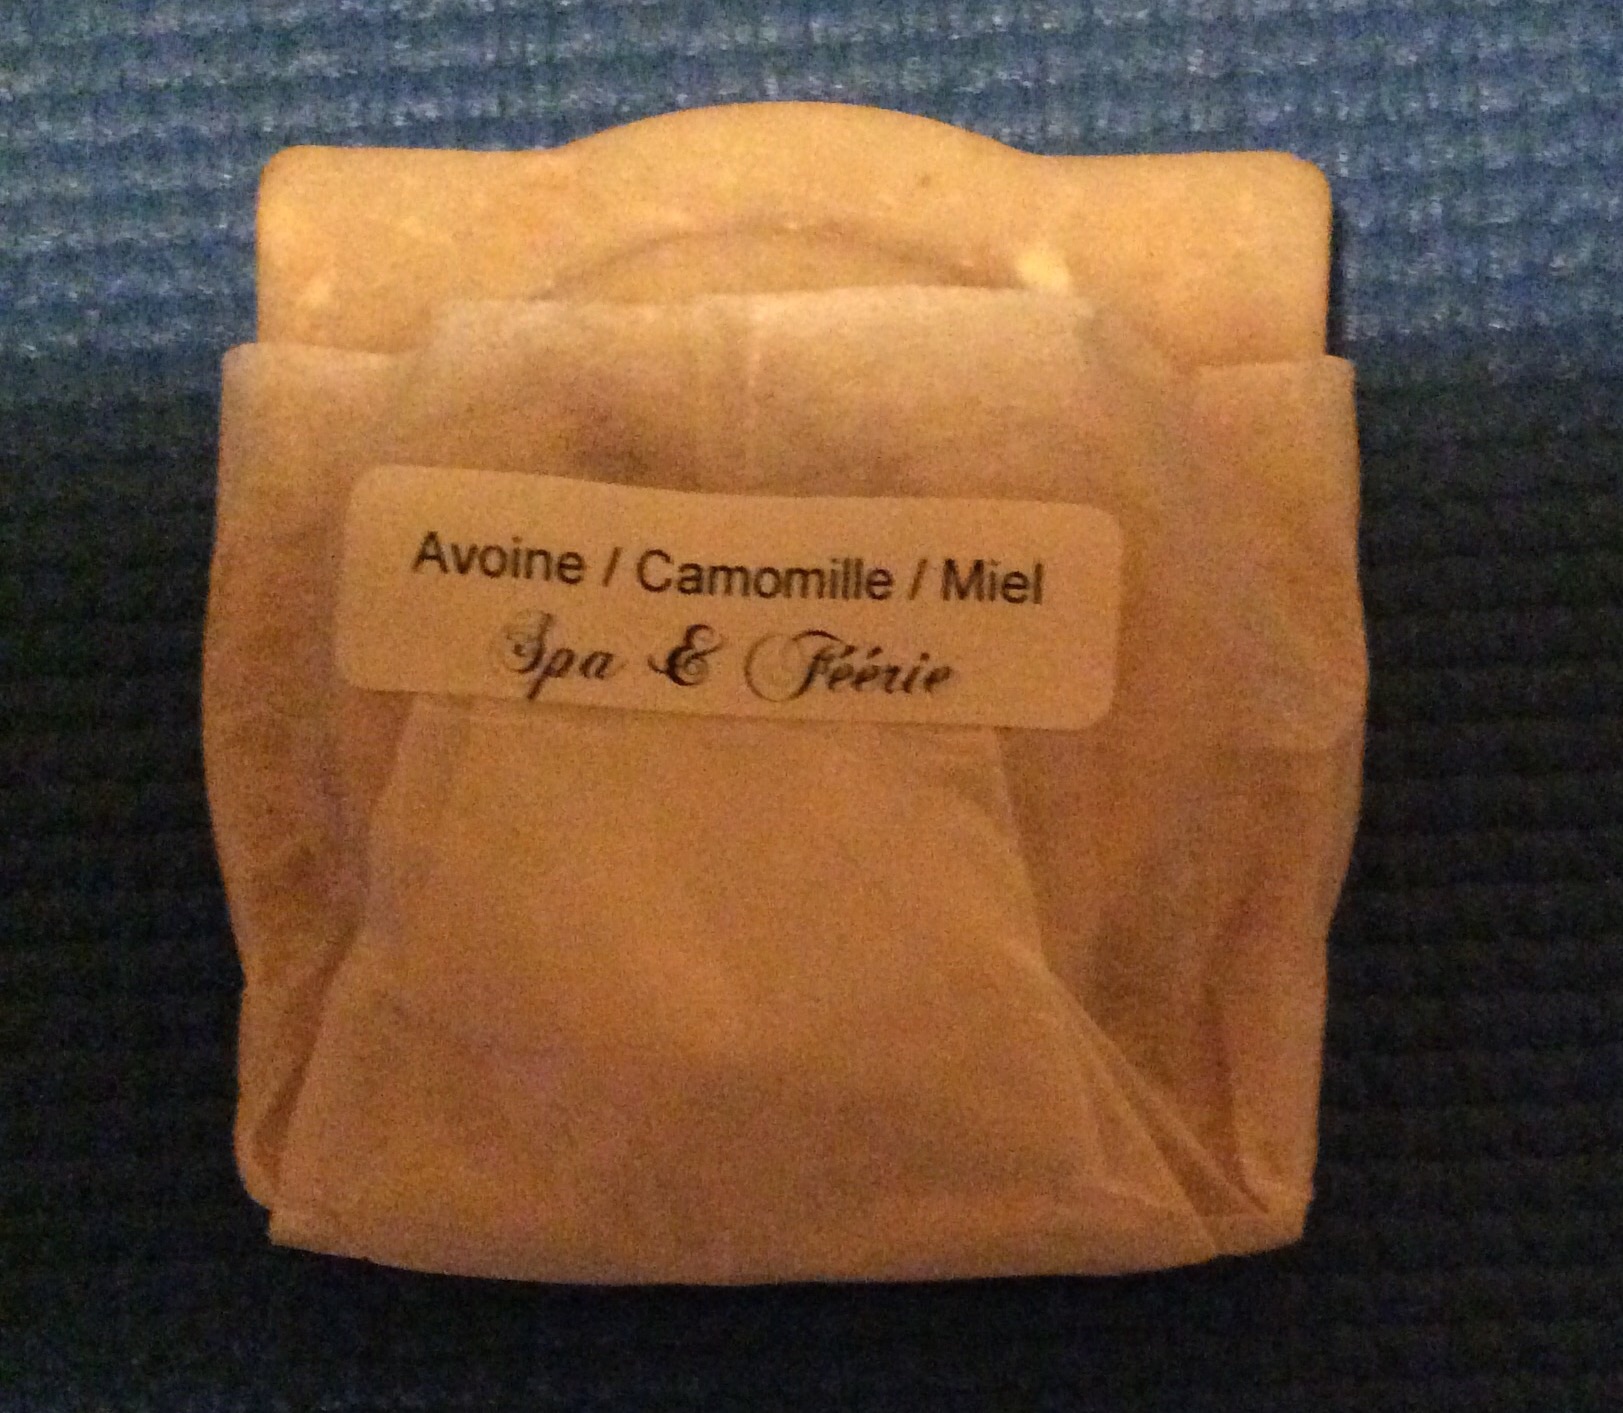 Avoine / Camomille / Miel
Spa & Féérie